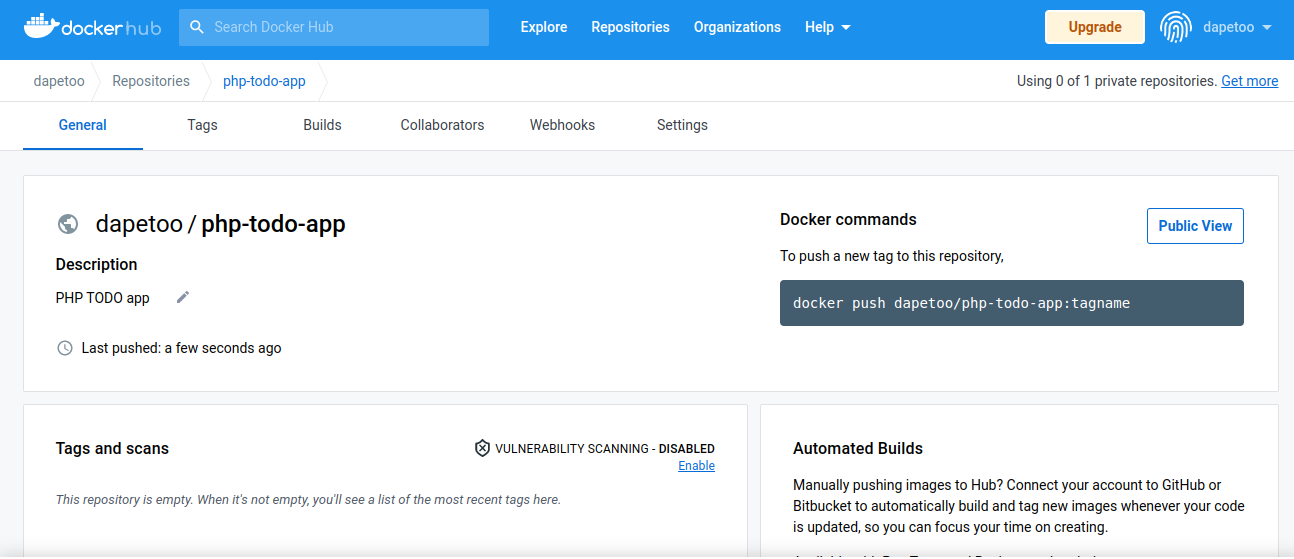 docker hub Search Docker Hub Explore Repositories Organizations Help Upgrade dapetoo
dapetoo Repositories php-todo-app Using 0 of 1 private repositories. Get more
General Tags Builds Collaborators Webhooks Settings
dapetoo / php-todo-app
Description
PHP TODO app
Last pushed: a few seconds ago
Docker commands
Public View
To push a new tag to this repository,
docker push dapetoo/php-todo-app:tagname
Tags and scans
VULNERABILITY SCANNING - DISABLED
Enable
This repository is empty. When it's not empty, you'll see a list of the most recent tags here.
Automated Builds
Manually pushing images to Hub? Connect your account to GitHub or
Bitbucket to automatically build and tag new images whenever your code
is updated, so you can focus your time on creating.